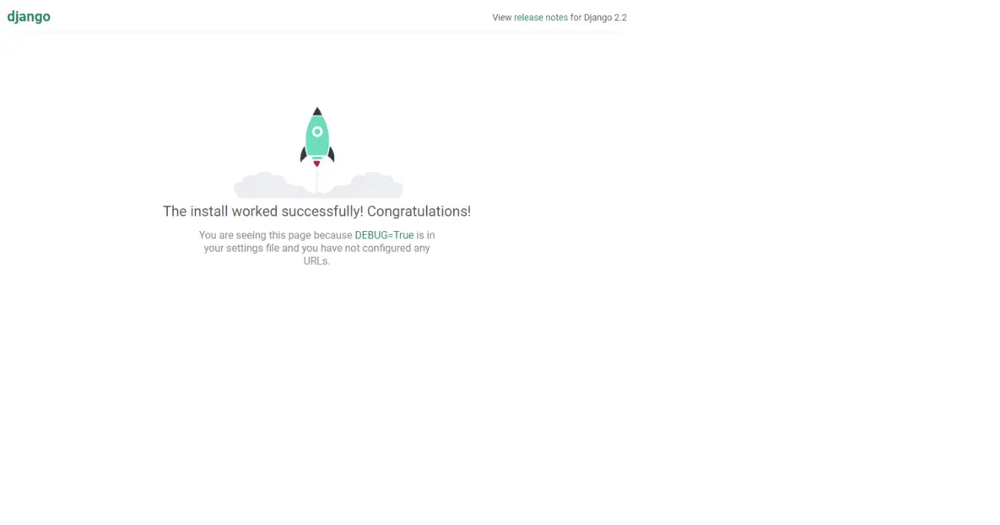 django
View release notes for Django 2.2
The install worked successfully! Congratulations!
You are seeing this page because DEBUG=True is in
your settings file and you have not configured any
URLs.